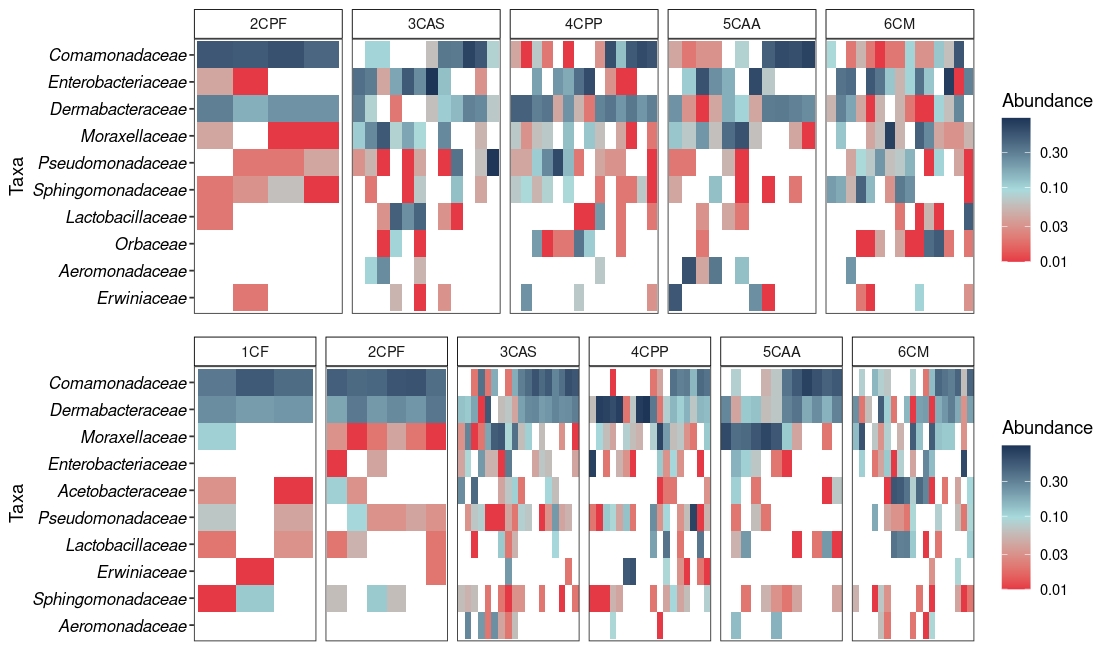 2CPF 3CAS 4CPP 5CAA 6CM
Comamonadaceae
Enterobacteriaceae
Dermabacteraceae
Moraxellaceae
Pseudomonadaceae
Sphingomonadaceae
Lactobacillaceae
Orbaceae
Aeromonadaceae
Erwiniaceae
Taxa
Abundance
0.30
0.10
0.03
0.01
1CF 2CPF 3CAS 4CPP 5CAA 6CM
Comamonadaceae
Dermabacteraceae
Moraxellaceae
Enterobacteriaceae
Acetobacteraceae
Pseudomonadaceae
Lactobacillaceae
Erwiniaceae
Sphingomonadaceae
Aeromonadaceae
Taxa
Abundance
0.30
0.10
0.03
0.01